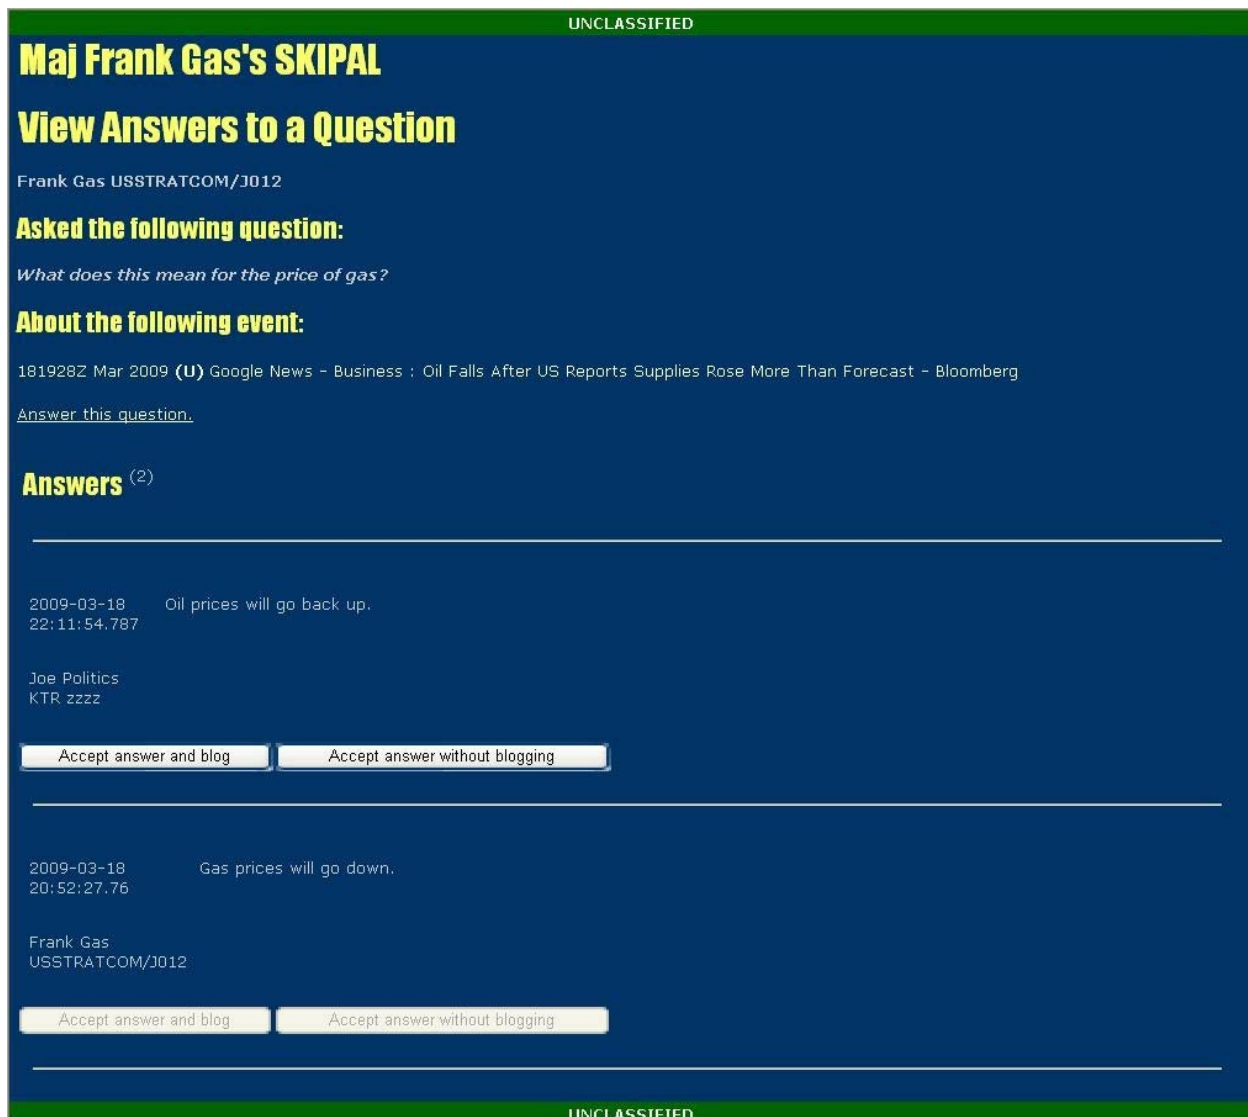 UNCLASSIFIED
Maj Frank Gas's SKIPAL
View Answers to a Question
Frank Gas USSTRATCOM/J012
Asked the following question:
What does this mean for the price of gas?
About the following event:
181928Z Mar 2009 (U) Google News - Business : Oil Falls After US Reports Supplies Rose More Than Forecast - Bloomberg
Answer this question.
Answers (2)
2009-03-18 Oil prices will go back up.
22:11:54.787
Joe Politics
KTR zzzz
Accept answer and blog Accept answer without blogging
2009-03-18 Gas prices will go down.
20:52:27.76
Frank Gas
USSTRATCOM/J012
Accept answer and blog Accept answer without blogging
UNCLASSIFIED